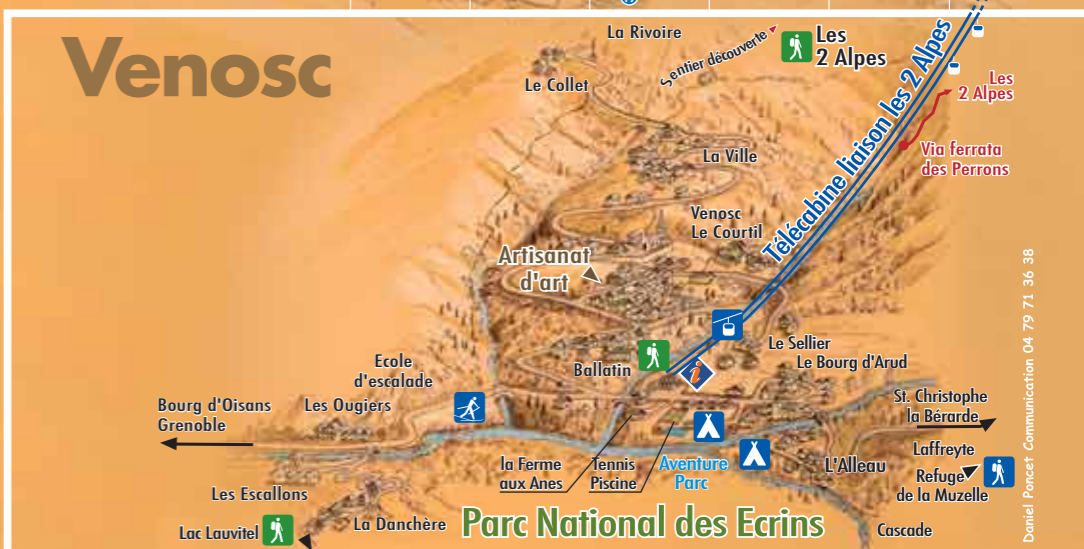 Venosc
La Rivoire
Sentier découverte
Les
2 Alpes
Le Collet
Télécabine liaison les 2 Alpes
Les
2 Alpes
Via ferrata
des Perrons
La Ville
Venosc
Le Courtil
Artisanat
d'art
Le Sellier
Le Bourg d'Arud
Ballatin
i
Ecole
d'escalade
Bourg d'Oisans
Grenoble
Les Ougiers
St. Christophe
la Bérarde
Laffreyte
Refuge
de la Muzelle
L'Alleau
la Ferme
aux Anes
Tennis
Piscine
Aventure
Parc
Les Escallons
La Danchère
Lac Lauvitel
Parc National des Ecrins
Cascade
Daniel Poncet Communication 04 79 71 36 38